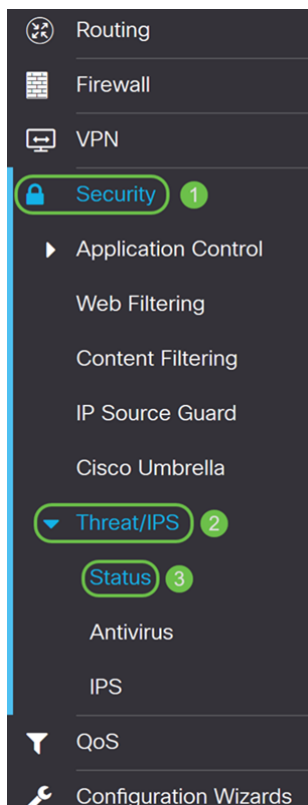 Routing
Firewall
VPN
Security 1
Application Control
Web Filtering
Content Filtering
IP Source Guard
Cisco Umbrella
Threat/IPS 2
Status 3
Antivirus
IPS
QoS
Configuration Wizards